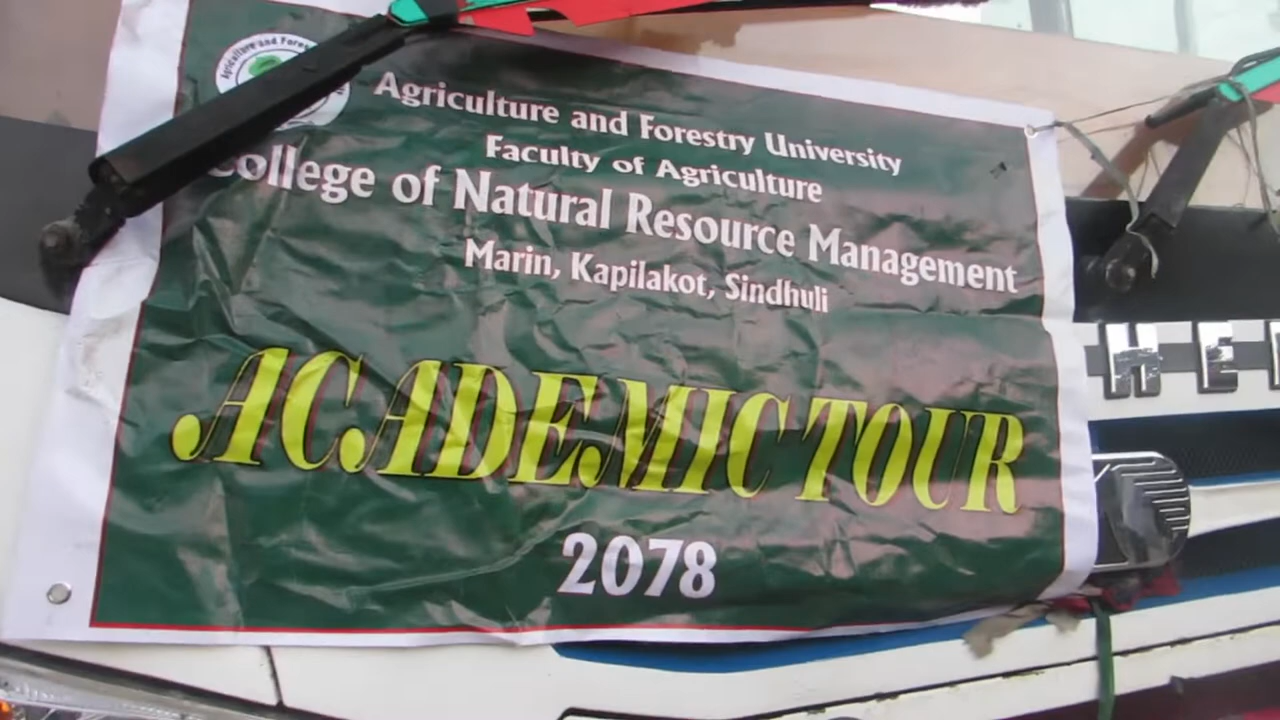 Agriculture and Forestry University
Faculty of Agriculture
College of Natural Resource Management
Marin, Kapilakot, Sindhuli
ACADEMIC TOUR
2078